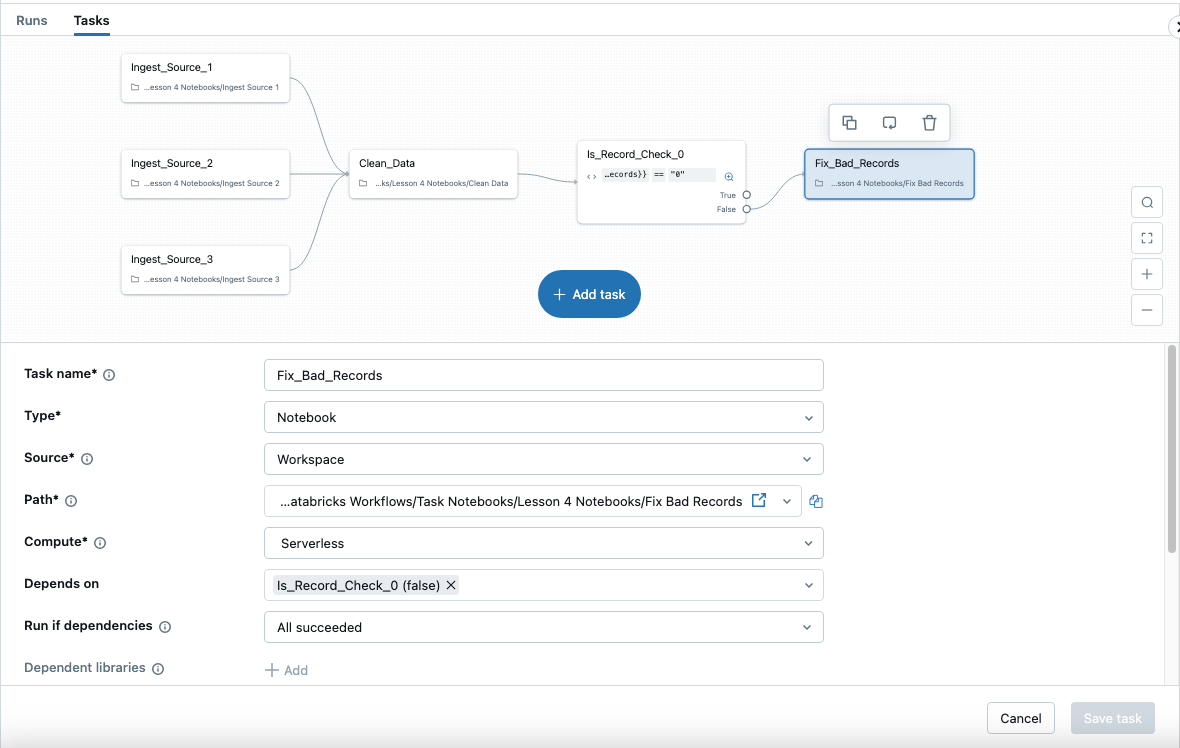 Runs Tasks
Ingest_Source_1
...esson 4 Notebooks/Ingest Source 1
Ingest_Source_2
...esson 4 Notebooks/Ingest Source 2
Ingest_Source_3
...esson 4 Notebooks/Ingest Source 3
Clean_Data
...ks/Lesson 4 Notebooks/Clean Data
Is_Record_Check_0
...ecords}} == "0"
True
False
Fix_Bad_Records
...sson 4 Notebooks/Fix Bad Records
+ Add task
Task name* Fix_Bad_Records
Type* Notebook
Source* Workspace
Path* ...atabricks Workflows/Task Notebooks/Lesson 4 Notebooks/Fix Bad Records
Compute* Serverless
Depends on Is_Record_Check_0 (false)
Run if dependencies All succeeded
Dependent libraries + Add
Cancel Save task